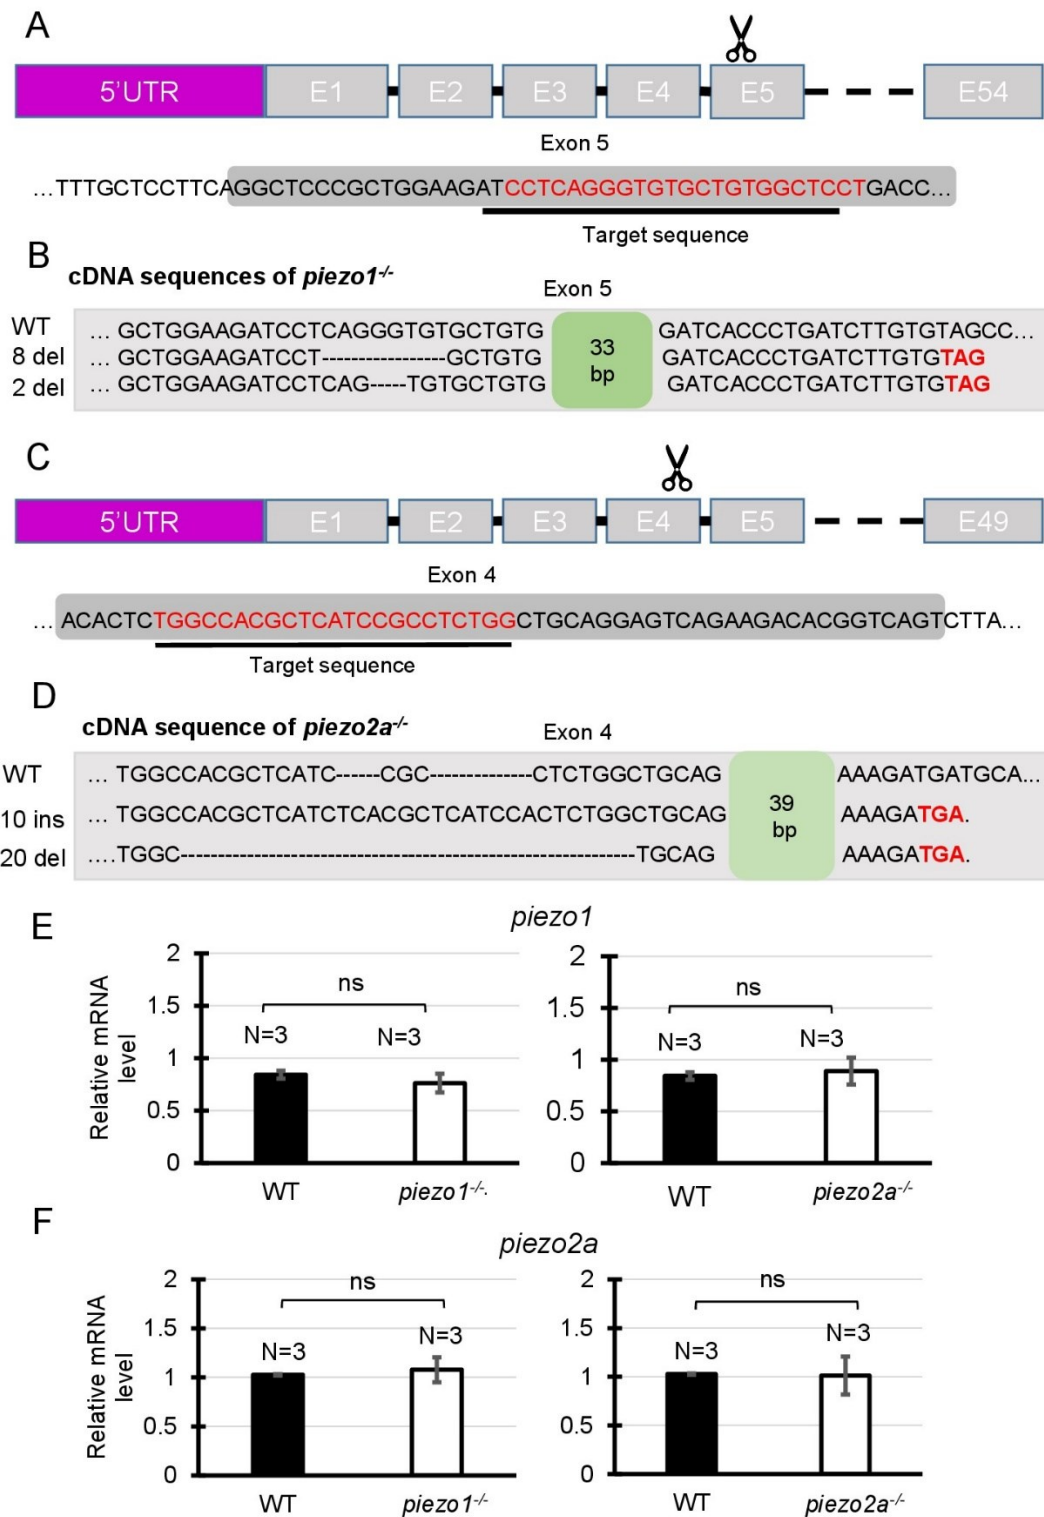 A
5'UTR E1 E2 E3 E4 E5 E54
Exon 5
...TTTGCTCCTTCAGGCTCCCGCTGGAAGATCCTCAGGGTGTGCTGTGGCTCCTGACC...
Target sequence
B
cDNA sequences of piezo1-/-
Exon 5
WT ... GCTGGAAGATCCTCAGGGTGTGCTGTG GATCACCCTGATCTTGTGTAGCC...
8 del ... GCTGGAAGATCCT-----------------GCTGTG GATCACCCTGATCTTGTGTAG
2 del ... GCTGGAAGATCCTCAG-----TGTGCTGTG GATCACCCTGATCTTGTGTAG
33
bp
C
5'UTR E1 E2 E3 E4 E5 E49
Exon 4
... ACACTCTGGCCACGCTCATCCGCCTCTGGCTGCAGGAGTCAGAAGACACGGTCAGTCTTA...
Target sequence
D
cDNA sequence of piezo2a-/-
Exon 4
WT ... TGGCCACGCTCATC------CGC--------------CTCTGGCTGCAG AAAGATGATGCA...
10 ins ... TGGCCACGCTCATCTCACGCTCATCCACTCTGGCTGCAG AAAGATGA.
20 del ....TGGC--------------------------------------------------TGCAG AAAGATGA.
39
bp
E
piezo1
Relative mRNA
level
2
1.5
1
0.5
0
ns
N=3 N=3
WT piezo1-/-.
2
1.5
1
0.5
0
ns
N=3 N=3
WT piezo2a-/-
F
piezo2a
Relative mRNA
level
2
1.5
1
0.5
0
ns
N=3 N=3
WT piezo1-/-
2
1.5
1
0.5
0
ns
N=3 N=3
WT piezo2a-/-